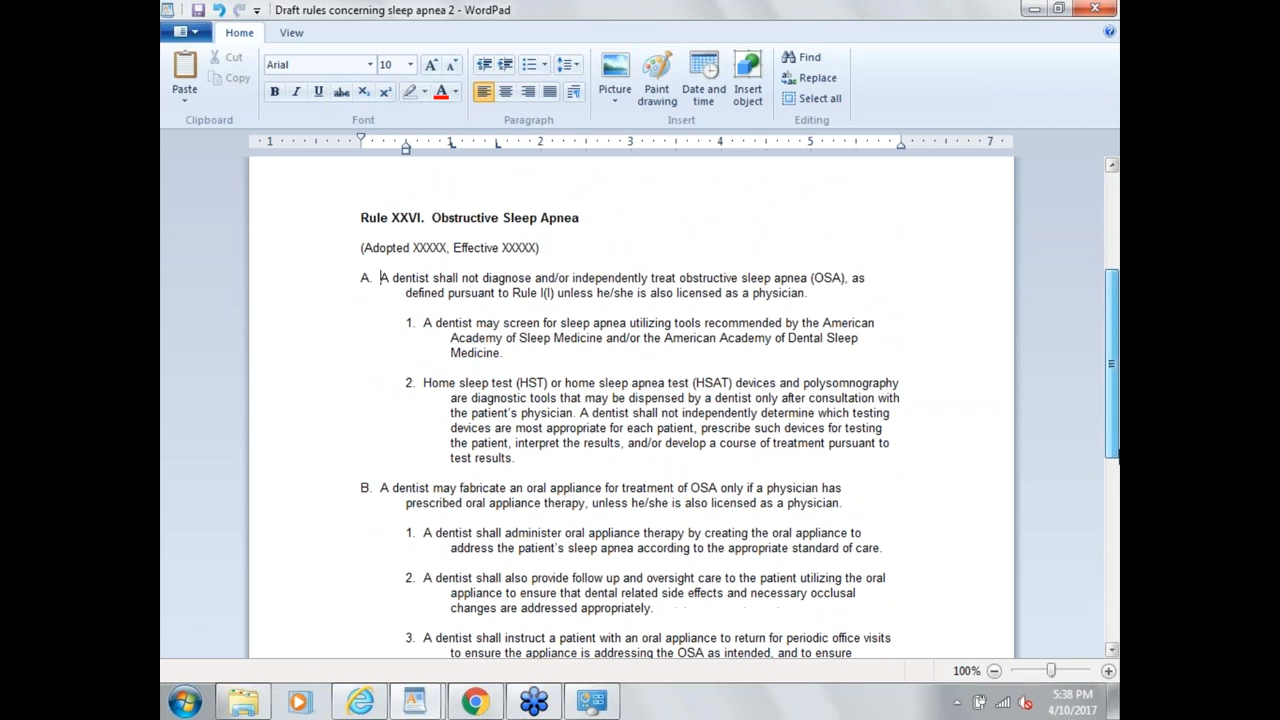 Draft rules concerning sleep apnea 2 - WordPad
Home
View
Paste
Cut
Copy
Clipboard
Arial
10
Font
Paragraph
Picture
Paint drawing
Date and time
Insert object
Insert
Find
Replace
Select all
Editing
1 1 2 3 4 5 7
Rule XXVI. Obstructive Sleep Apnea
(Adopted XXXXX, Effective XXXXX)
A. A dentist shall not diagnose and/or independently treat obstructive sleep apnea (OSA), as
defined pursuant to Rule I(I) unless he/she is also licensed as a physician.
1. A dentist may screen for sleep apnea utilizing tools recommended by the American
Academy of Sleep Medicine and/or the American Academy of Dental Sleep
Medicine.
2. Home sleep test (HST) or home sleep apnea test (HSAT) devices and polysomnography
are diagnostic tools that may be dispensed by a dentist only after consultation with
the patient's physician. A dentist shall not independently determine which testing
devices are most appropriate for each patient, prescribe such devices for testing
the patient, interpret the results, and/or develop a course of treatment pursuant to
test results.
B. A dentist may fabricate an oral appliance for treatment of OSA only if a physician has
prescribed oral appliance therapy, unless he/she is also licensed as a physician.
1. A dentist shall administer oral appliance therapy by creating the oral appliance to
address the patient's sleep apnea according to the appropriate standard of care.
2. A dentist shall also provide follow up and oversight care to the patient utilizing the oral
appliance to ensure that dental related side effects and necessary occlusal
changes are addressed appropriately.
3. A dentist shall instruct a patient with an oral appliance to return for periodic office visits
to ensure the appliance is addressing the OSA as intended, and to ensure
100%
5:38 PM
4/10/2017